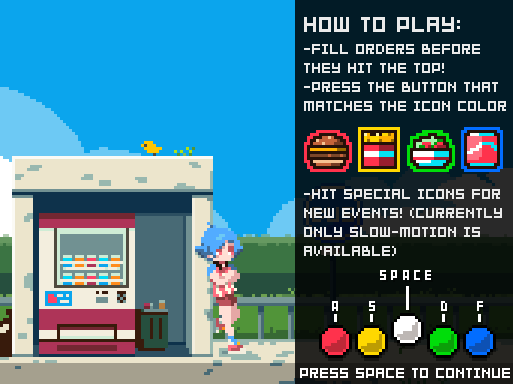 HOW TO PLAY:
-FILL ORDERS BEFORE
THEY HIT THE TOP!
-PRESS THE BUTTON THAT
MATCHES THE ICON COLOR
-HIT SPECIAL ICONS FOR
NEW EVENTS! (CURRENTLY
ONLY SLOW-MOTION IS
AVAILABLE)
SPACE
A S D F
PRESS SPACE TO CONTINUE